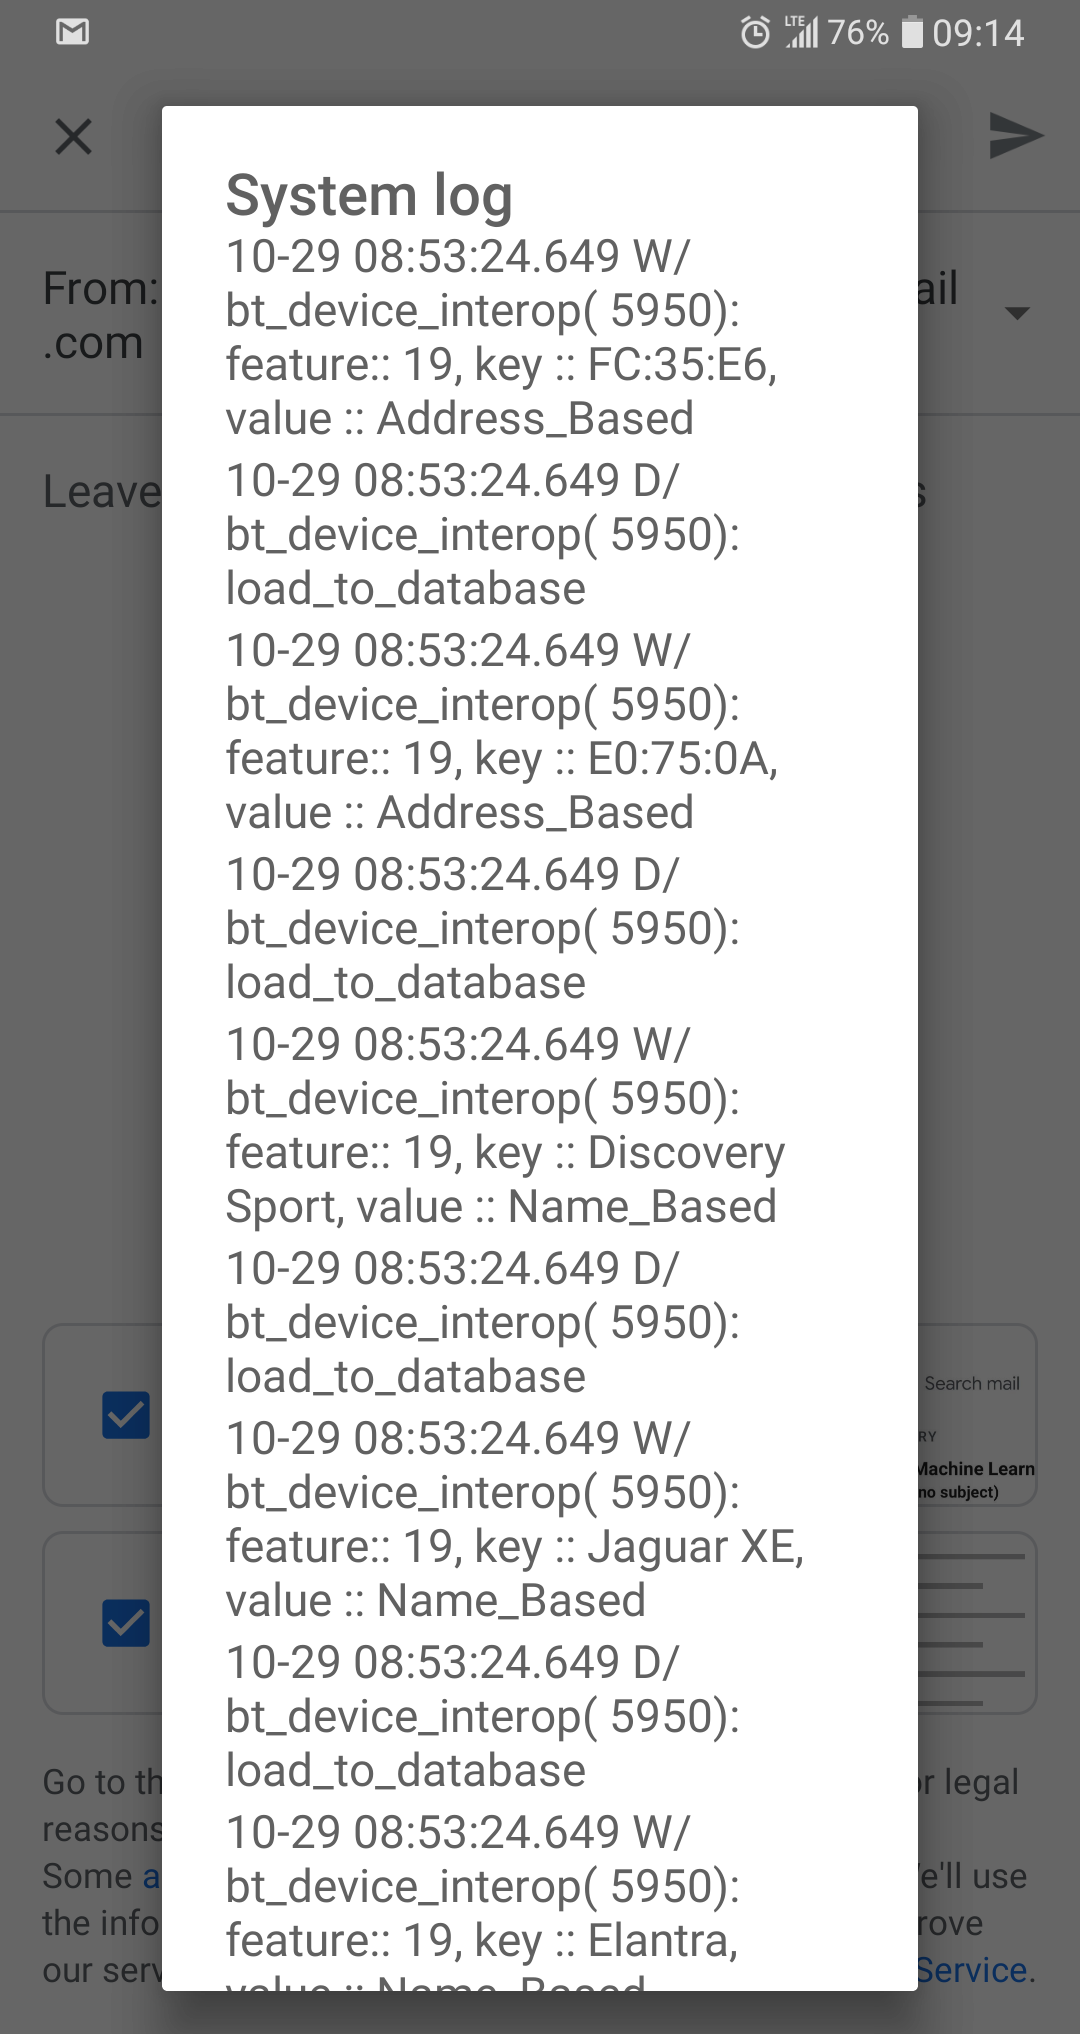 LTE 76% 09:14
System log
10-29 08:53:24.649 W/
bt_device_interop( 5950):
feature:: 19, key :: FC:35:E6,
value :: Address_Based
10-29 08:53:24.649 D/
bt_device_interop( 5950):
load_to_database
10-29 08:53:24.649 W/
bt_device_interop( 5950):
feature:: 19, key :: E0:75:0A,
value :: Address_Based
10-29 08:53:24.649 D/
bt_device_interop( 5950):
load_to_database
10-29 08:53:24.649 W/
bt_device_interop( 5950):
feature:: 19, key :: Discovery
Sport, value :: Name_Based
10-29 08:53:24.649 D/
bt_device_interop( 5950):
load_to_database
10-29 08:53:24.649 W/
bt_device_interop( 5950):
feature:: 19, key :: Jaguar XE,
value :: Name_Based
10-29 08:53:24.649 D/
bt_device_interop( 5950):
load_to_database
10-29 08:53:24.649 W/
bt_device_interop( 5950):
feature:: 19, key :: Elantra,
value :: Name_Based
From: ail
.com
Leave s
Search mail
RY
Machine Learn
no subject)
Go to th r legal
reasons
Some a e'll use
the info rove
our serv Service.